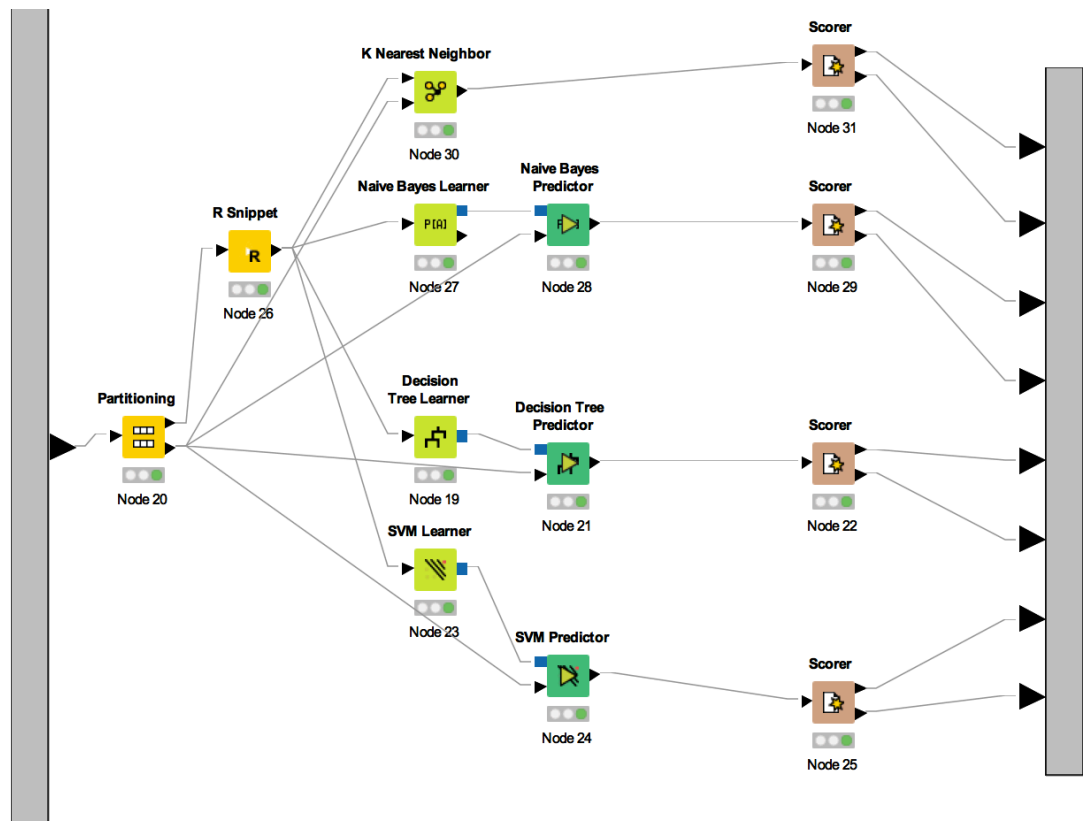 Scorer
K Nearest Neighbor
Node 31
Node 30
Naive Bayes
Predictor
Naive Bayes Learner
Scorer
R Snippet
P[A]
R
Node 27
Node 28
Node 29
Node 26
Decision
Tree Learner
Partitioning
Decision Tree
Predictor
Scorer
Node 20
Node 19
Node 21
Node 22
SVM Learner
Node 23
SVM Predictor
Scorer
Node 24
Node 25